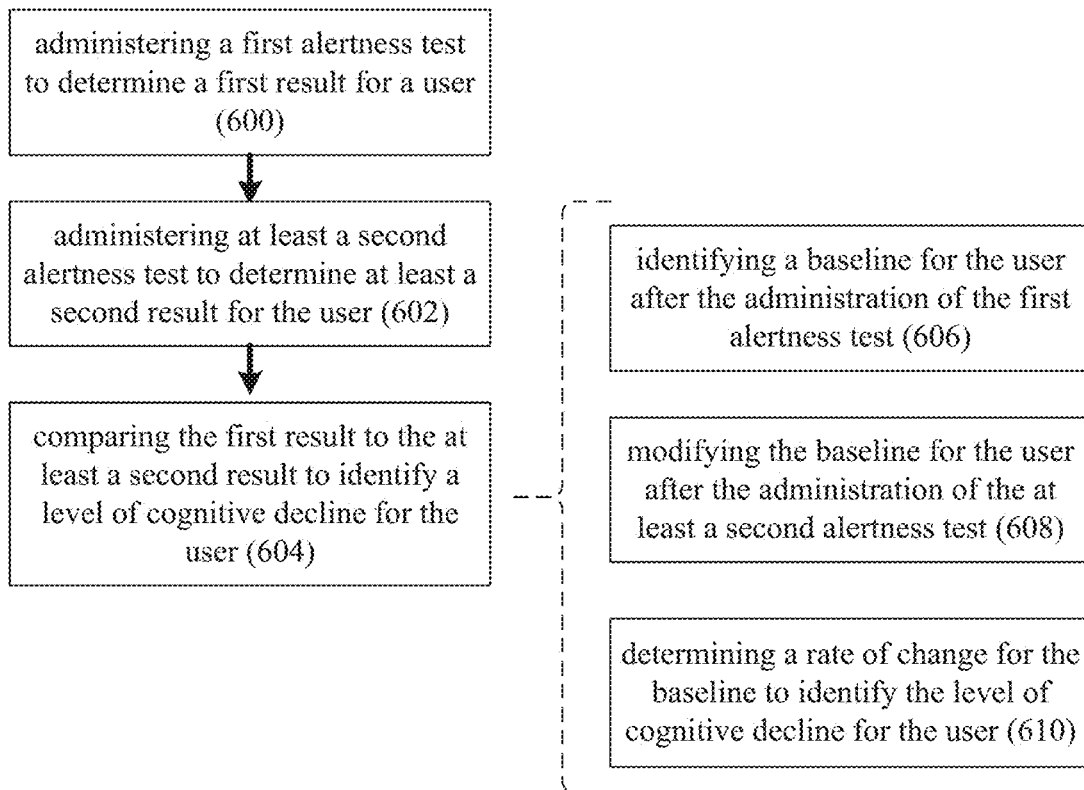 administering a first alertness test
to determine a first result for a user
(600)
administering at least a second
alertness test to determine at least a
second result for the user (602)
comparing the first result to the at
least a second result to identify a
level of cognitive decline for the
user (604)
identifying a baseline for the user
after the administration of the first
alertness test (606)
modifying the baseline for the user
after the administration of the at
least a second alertness test (608)
determining a rate of change for the
baseline to identify the level of
cognitive decline for the user (610)